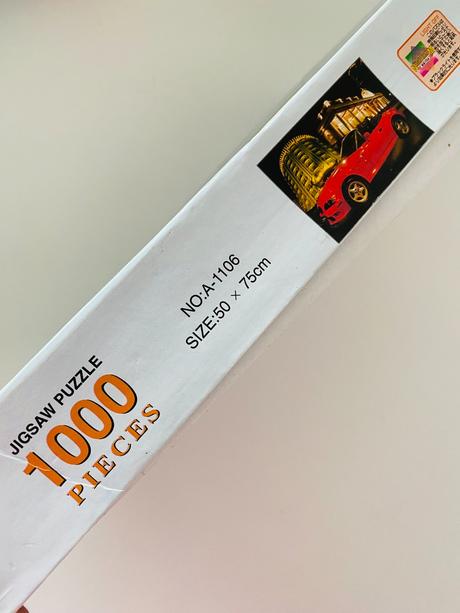 JIGSAW PUZZLE
1000
PIECES
NO:A-1106
SIZE:50 × 75cm